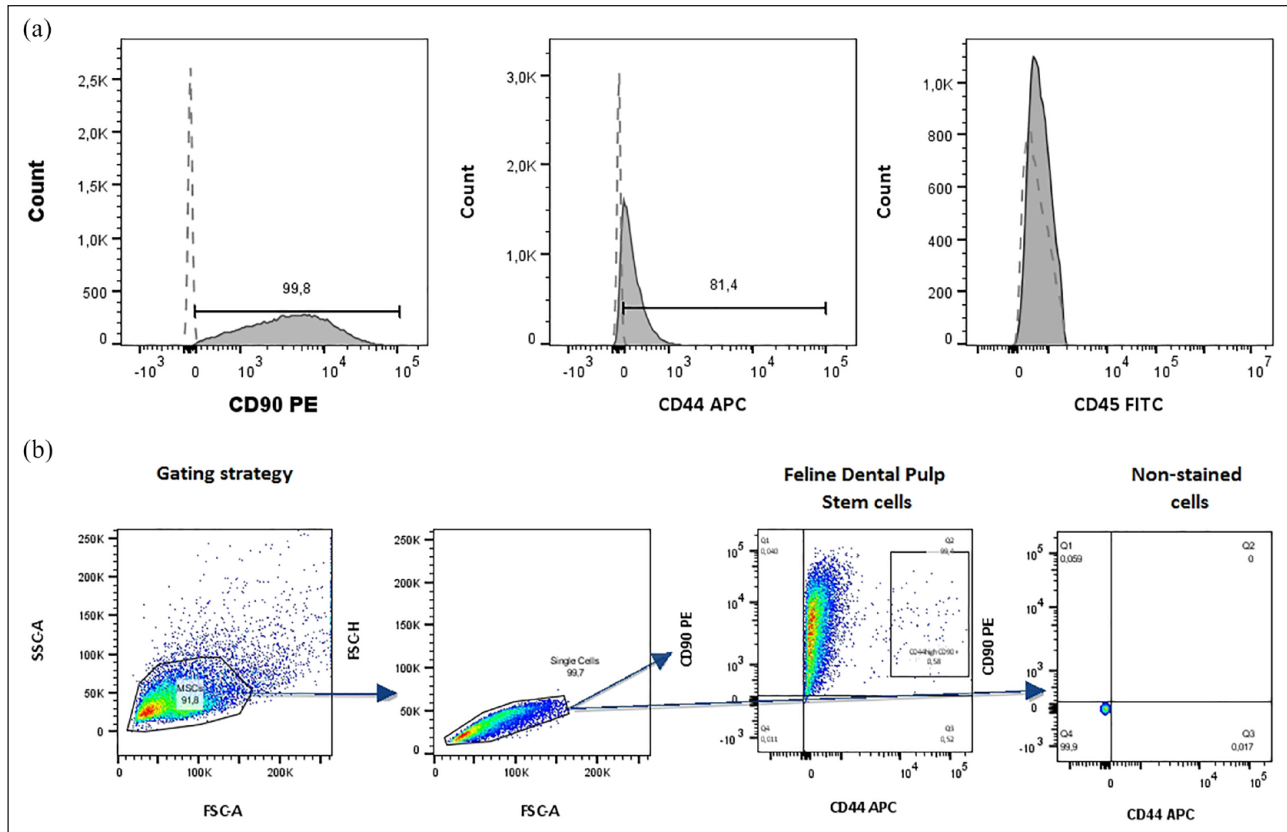 (a)
2,5K
2,0K
1,5K
1,0K
500
0
Count
99,8
-10³ 0 10³ 10⁴ 10⁵
CD90 PE
3,0K
2,0K
1,0K
0
Count
81,4
-10³ 0 10³ 10⁴ 10⁵
CD44 APC
1,0K
800
600
400
200
0
Count
0 10⁴ 10⁵ 10⁷
CD45 FITC
(b)
Gating strategy
250K
200K
150K
100K
50K
0
SSC-A
MSCs
91,8
0 100K 200K
FSC-A
250K
200K
150K
100K
50K
0
FSC-H
Single Cells
99,7
0 100K 200K
FSC-A
Feline Dental Pulp
Stem cells
10⁵
10⁴
10³
0
-10³
CD90 PE
Q1
0,040
Q2
99,4
CD44high CD90+
0,58
Q4
0,011
Q3
0,52
0 10⁴ 10⁵
CD44 APC
Non-stained
cells
10⁵
10⁴
10³
0
-10³
CD90 PE
Q1
0,059
Q2
0
Q4
99,9
Q3
0,017
0 10⁴ 10⁵
CD44 APC